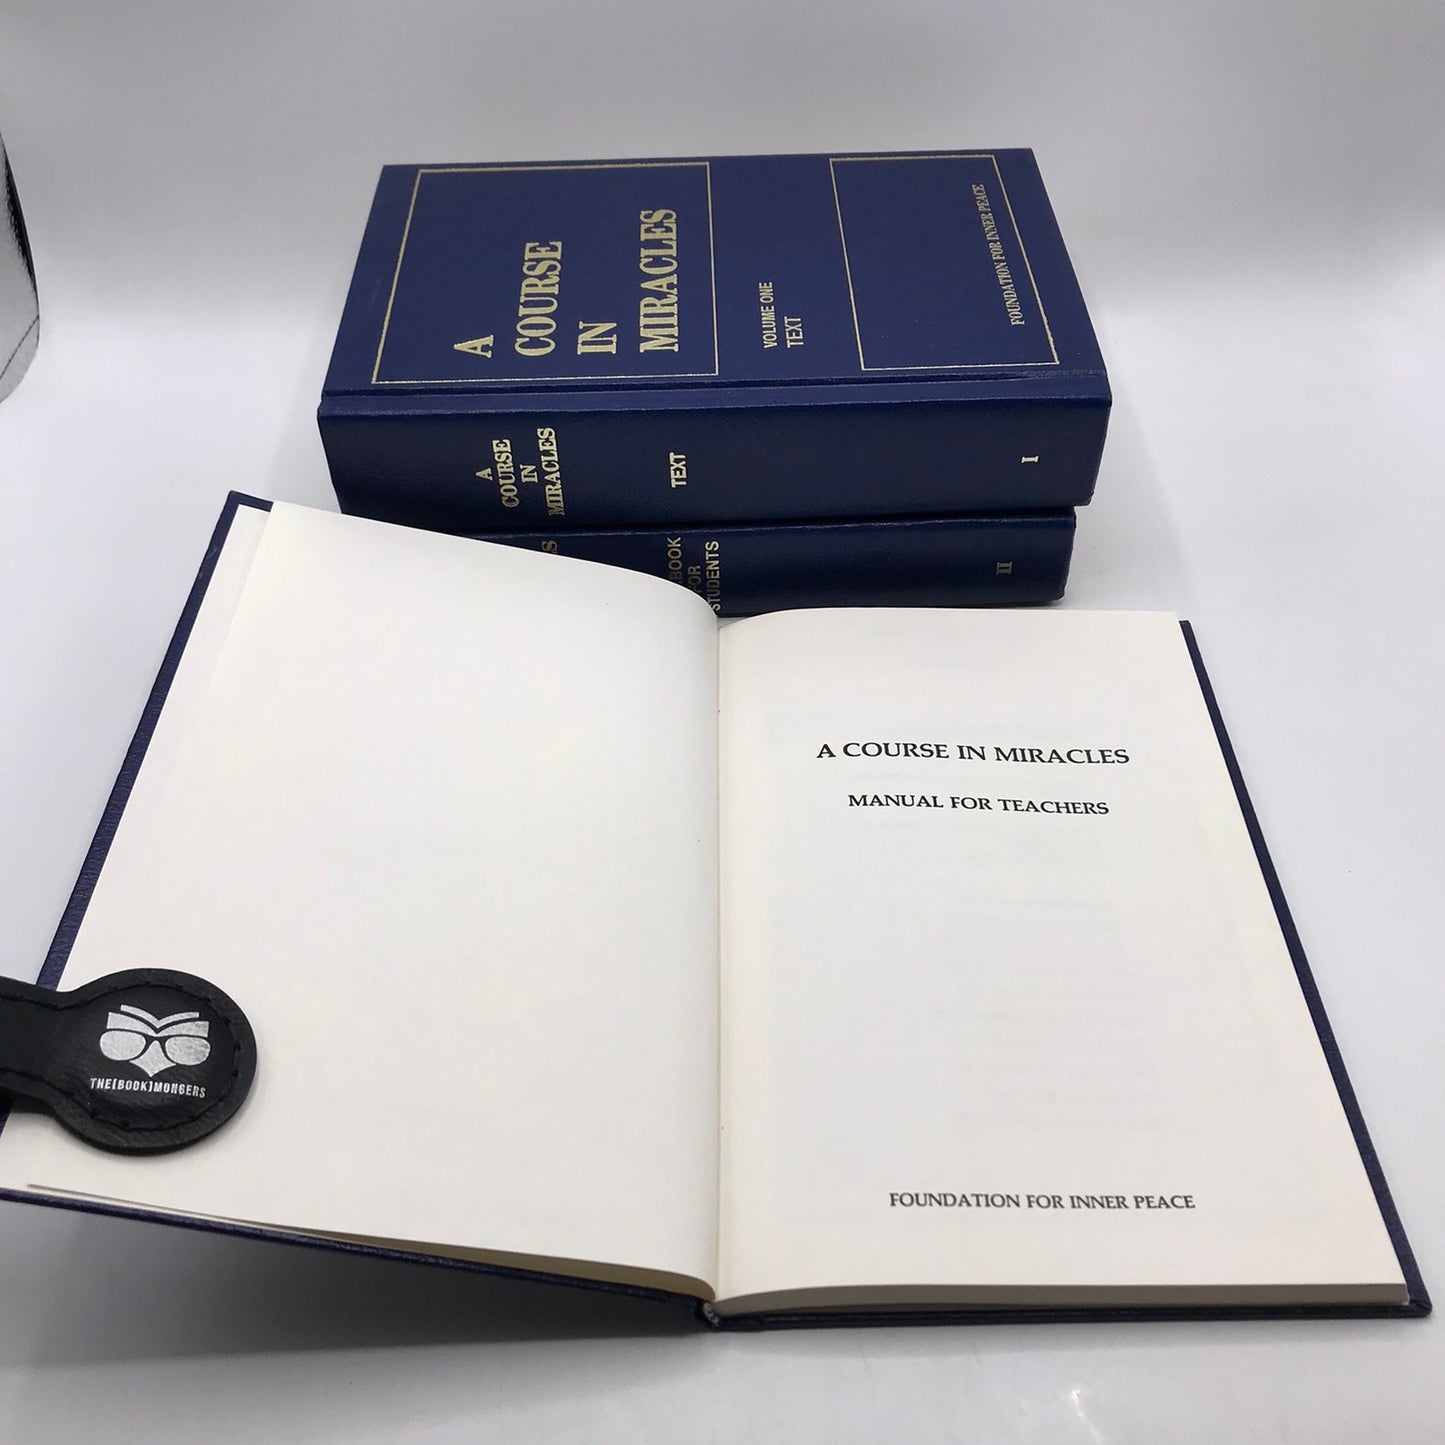 A
COURSE
IN
MIRACLES
VOLUME ONE
TEXT
FOUNDATION FOR INNER PEACE
A
COURSE
IN
MIRACLES
TEXT
I
FOR
STUDENTS
II
A COURSE IN MIRACLES
MANUAL FOR TEACHERS
FOUNDATION FOR INNER PEACE
THE[BOOK]MONGERS